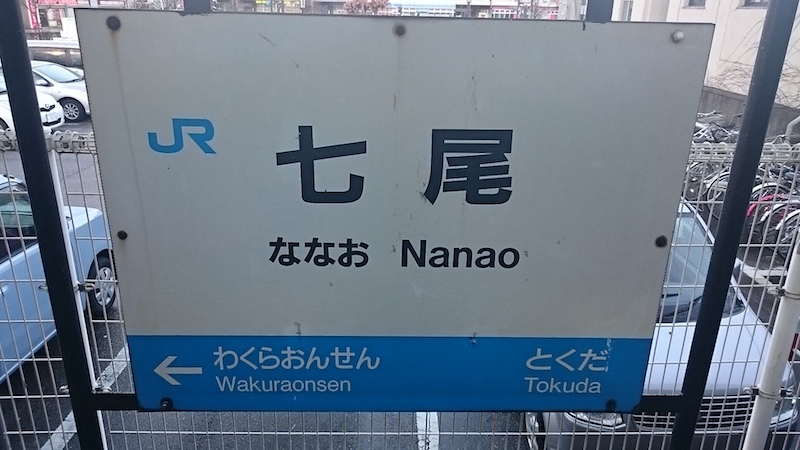 JR
七尾
ななお Nanao
← わくらおんせん とくだ
Wakuraonsen Tokuda